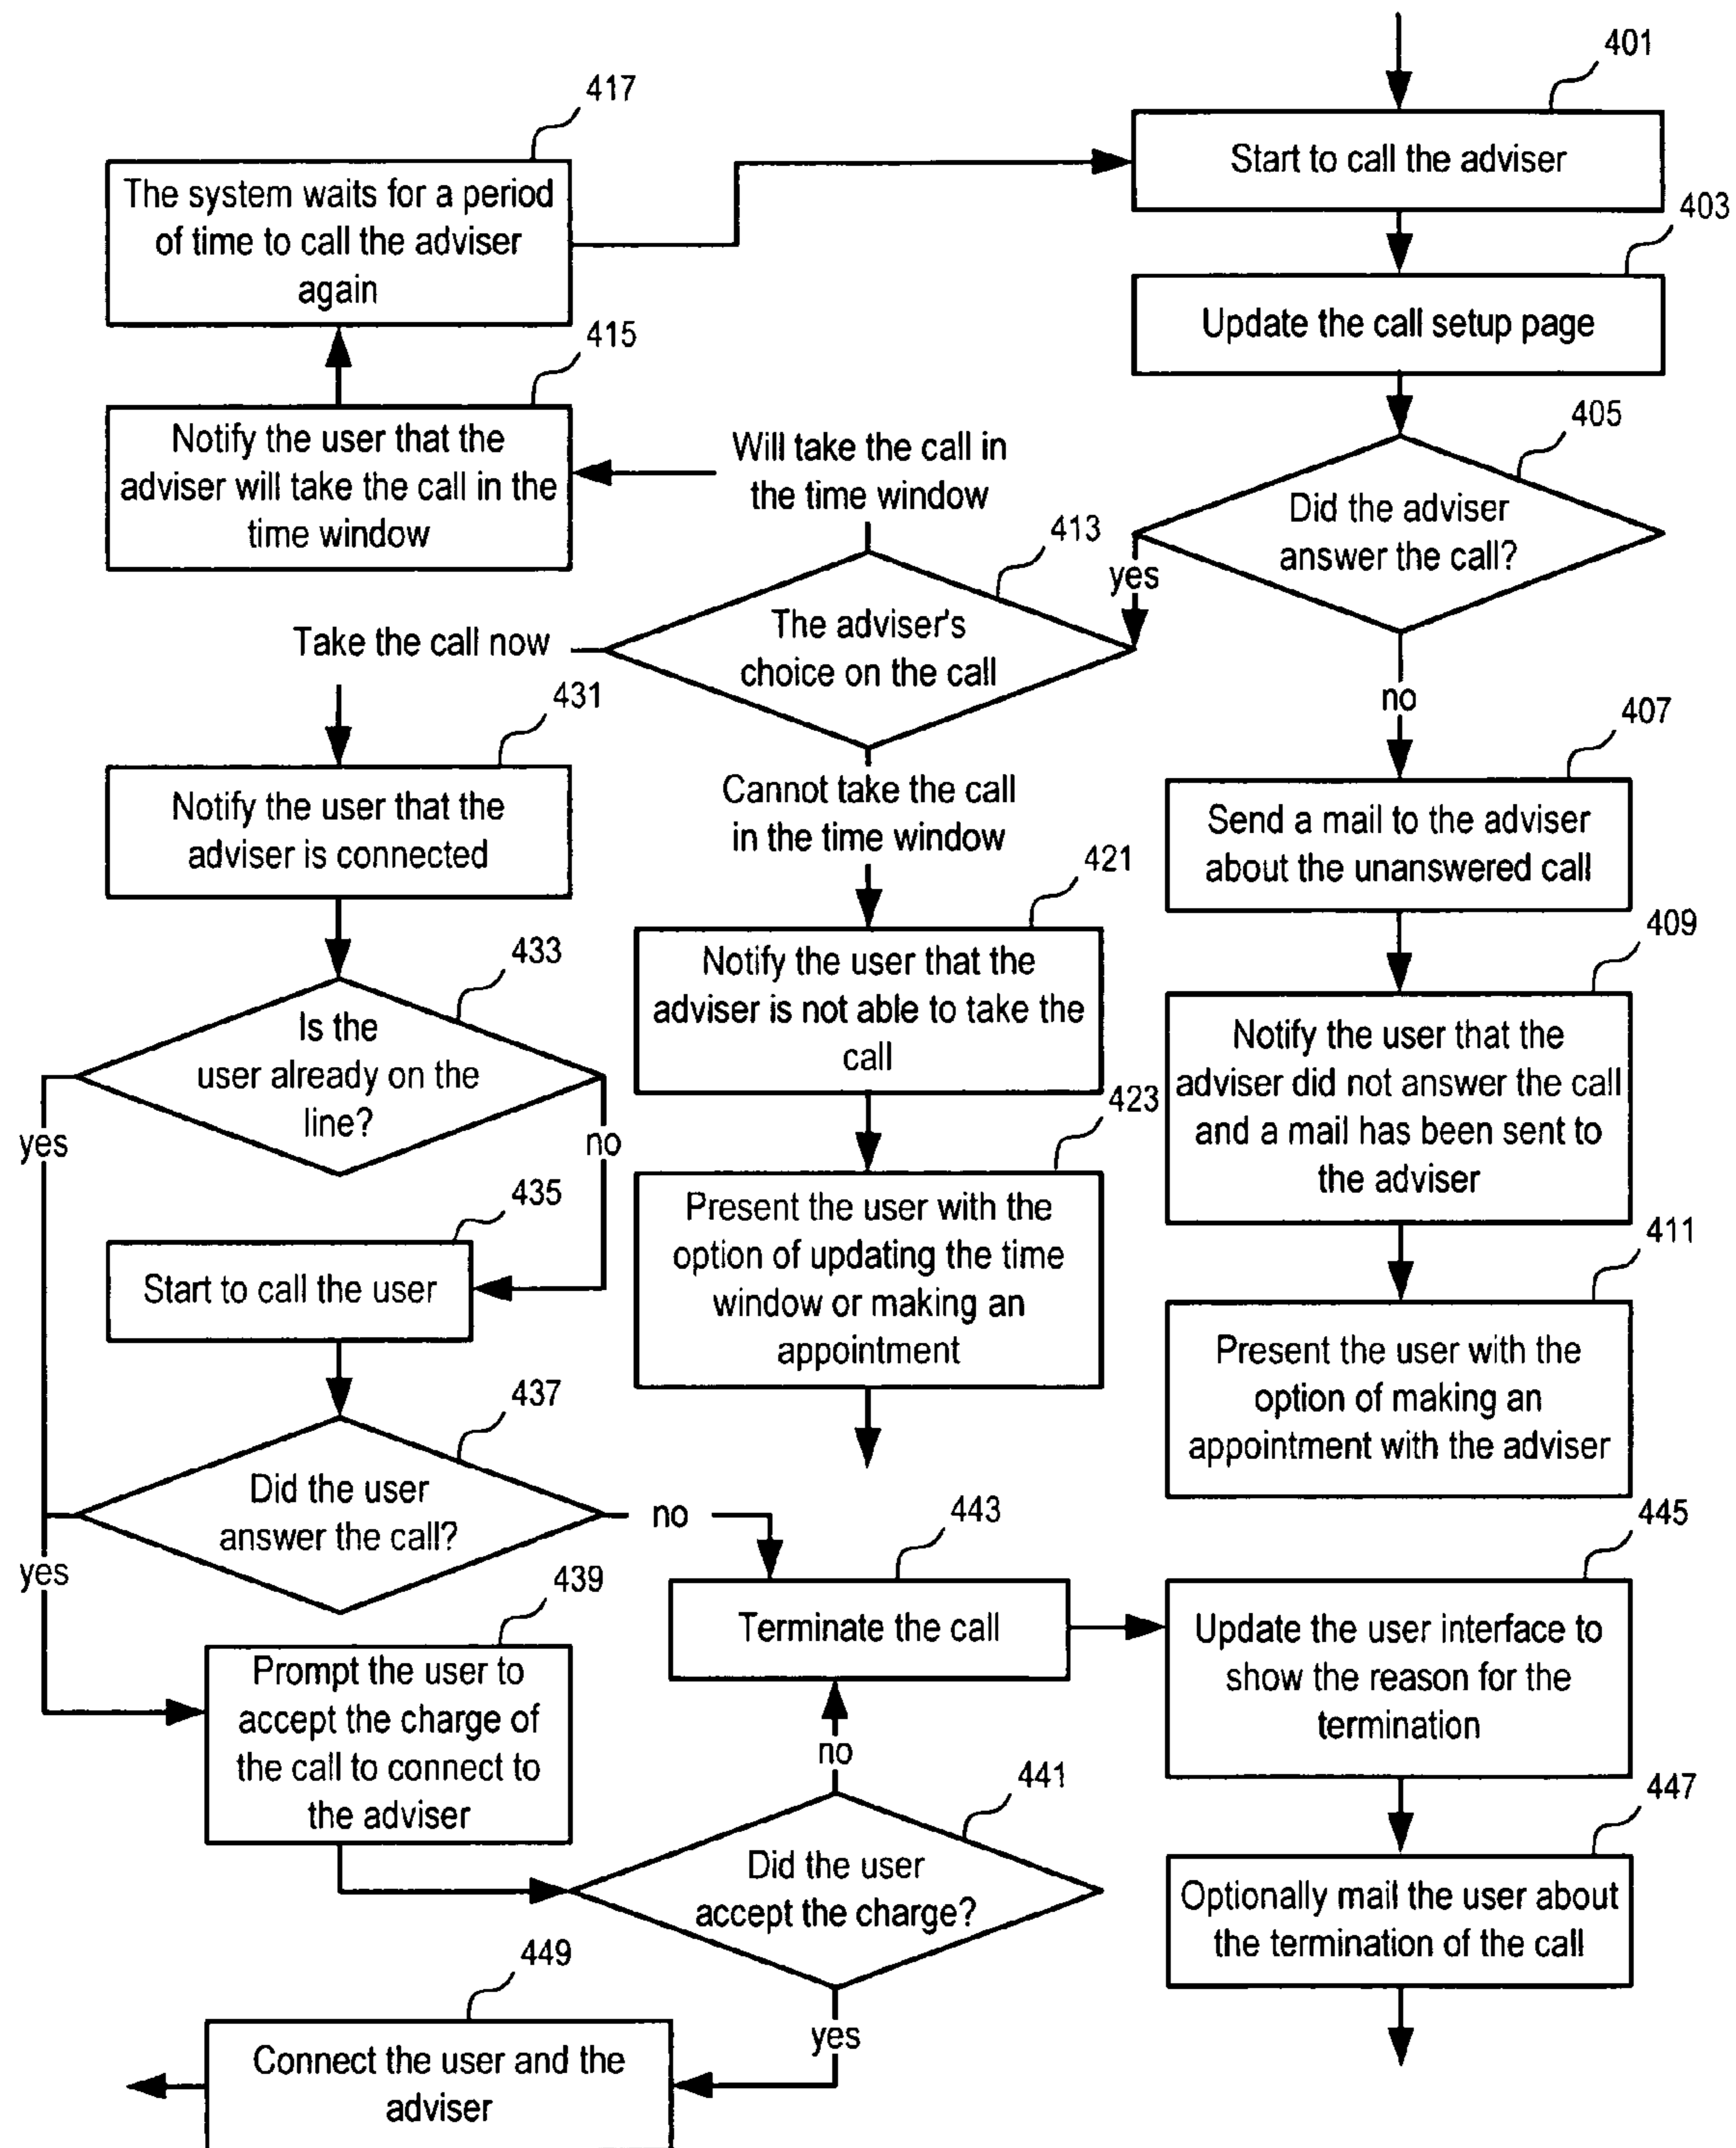 401
Start to call the adviser
403
Update the call setup page
405
Did the adviser
answer the call?
yes
no
417
The system waits for a period
of time to call the adviser
again
415
Notify the user that the
adviser will take the call in the
time window
Will take the call in
the time window
413
The adviser's
choice on the call
Take the call now
Cannot take the call
in the time window
407
Send a mail to the adviser
about the unanswered call
409
Notify the user that the
adviser did not answer the call
and a mail has been sent to
the adviser
411
Present the user with the
option of making an
appointment with the adviser
421
Notify the user that the
adviser is not able to take the
call
423
Present the user with the
option of updating the time
window or making an
appointment
431
Notify the user that the
adviser is connected
433
Is the
user already on the
line?
yes
no
435
Start to call the user
437
Did the user
answer the call?
no
yes
439
Prompt the user to
accept the charge of
the call to connect to
the adviser
443
Terminate the call
445
Update the user interface to
show the reason for the
termination
447
Optionally mail the user about
the termination of the call
no
441
Did the user
accept the charge?
yes
449
Connect the user and the
adviser